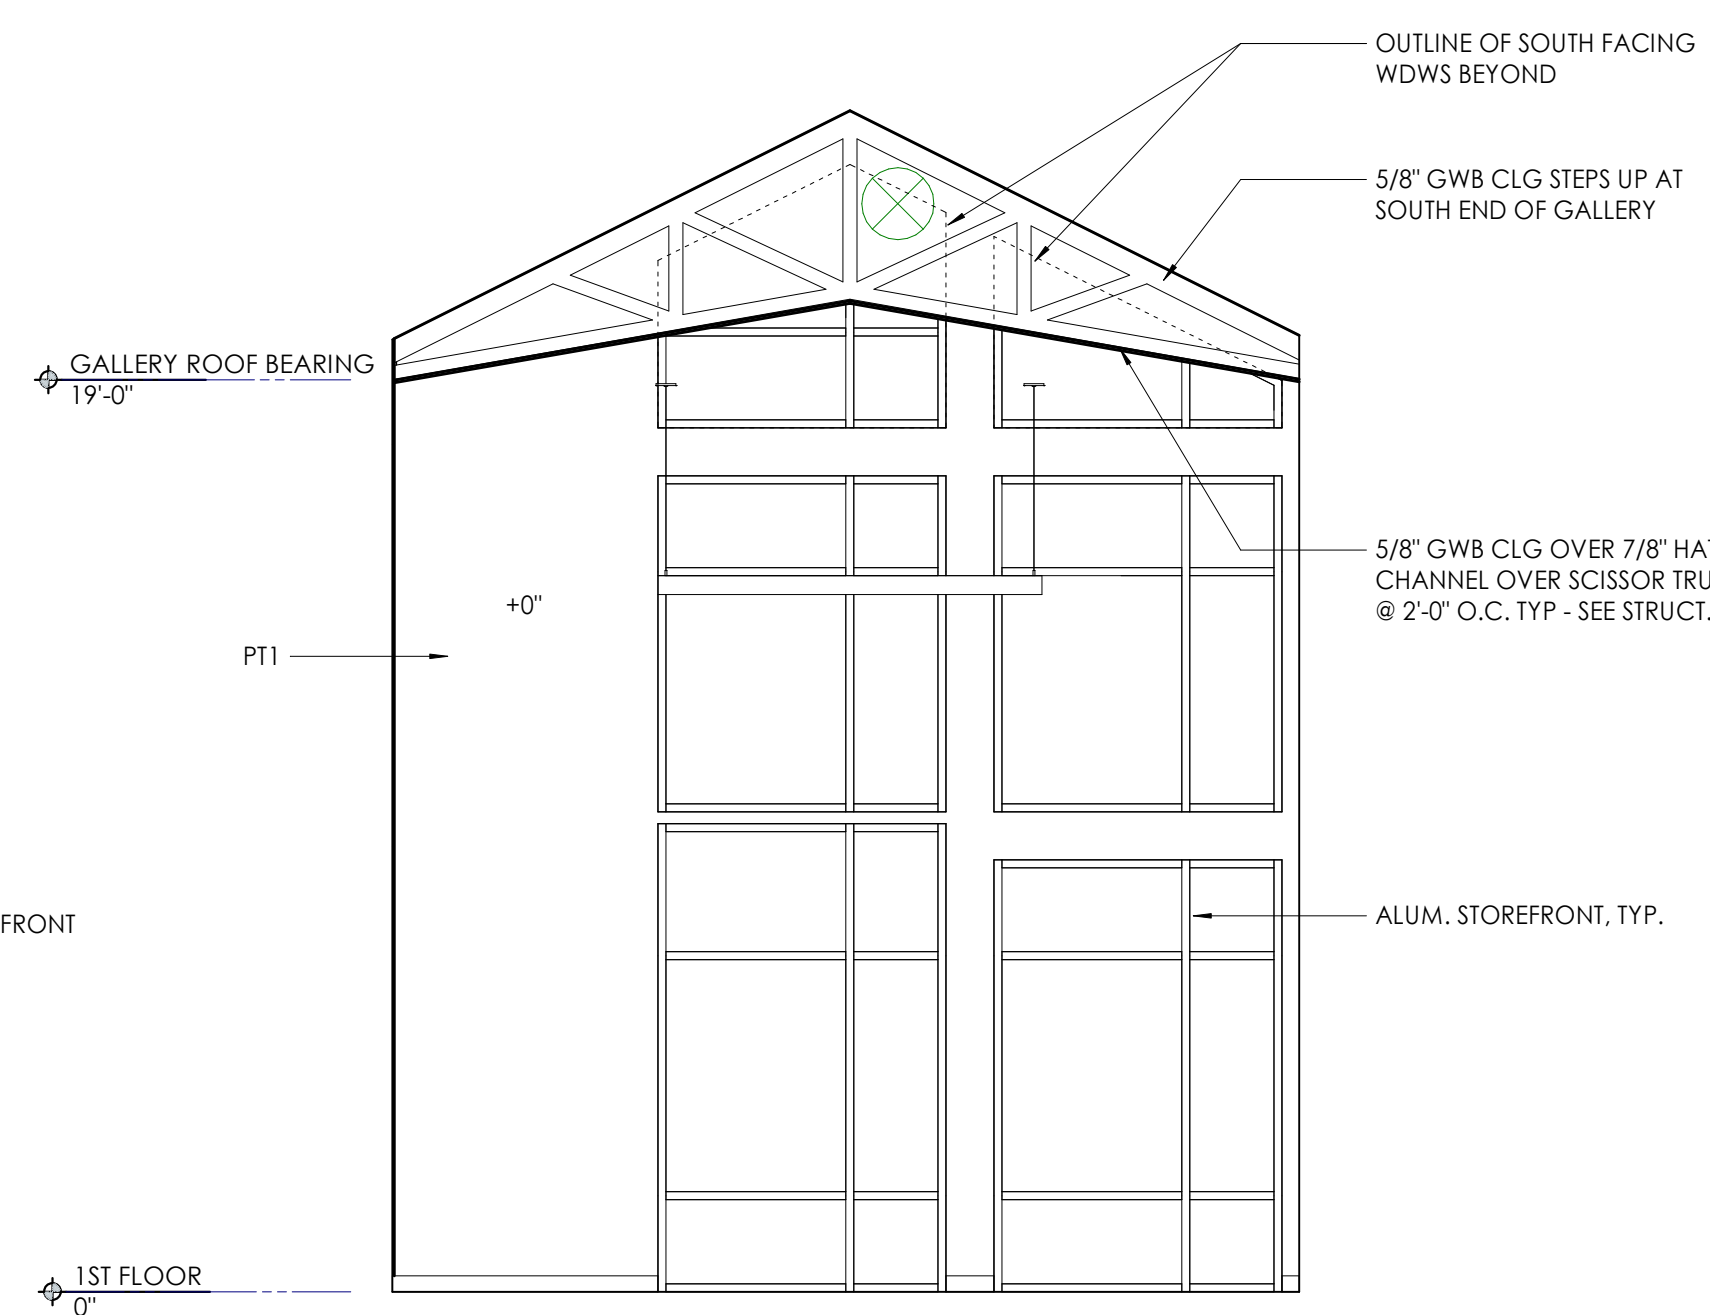 OUTLINE OF SOUTH FACING
WDWS BEYOND
5/8" GWB CLG STEPS UP AT
SOUTH END OF GALLERY
GALLERY ROOF BEARING
19'-0"
5/8" GWB CLG OVER 7/8"
CHANNEL OVER SCISSOR
@ 2'-0" O.C. TYP - SEE STRUCT.
+0"
PT1
ALUM. STOREFRONT, TYP.
FRONT
1ST FLOOR
0"